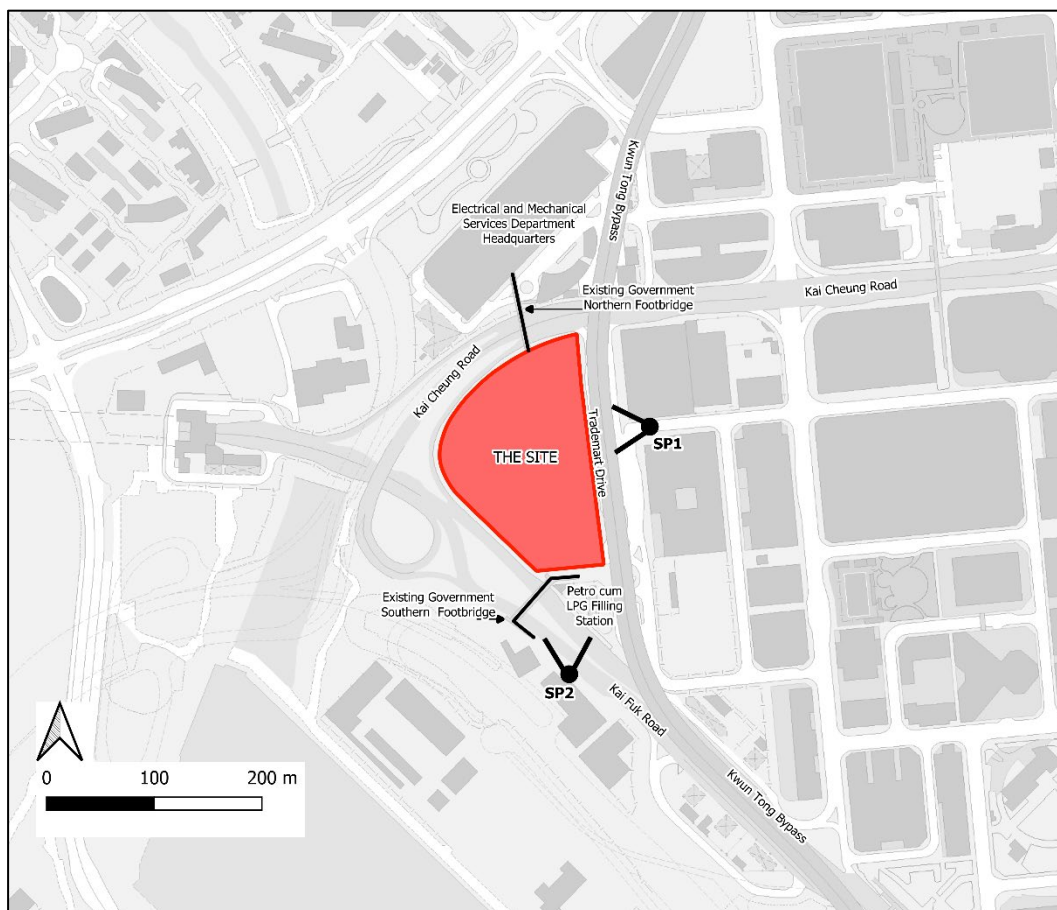 Kwun Tong Bypass
Electrical and Mechanical
Services Department
Headquarters
Existing Government
Northern Footbridge
Kai Cheung Road
Kai Cheung Road
THE SITE
Trademart Drive
SP1
Existing Government
Southern Footbridge
Petro cum
LPG Filling
Station
SP2
Kai Fuk Road
Kwun Tong Bypass
0 100 200 m